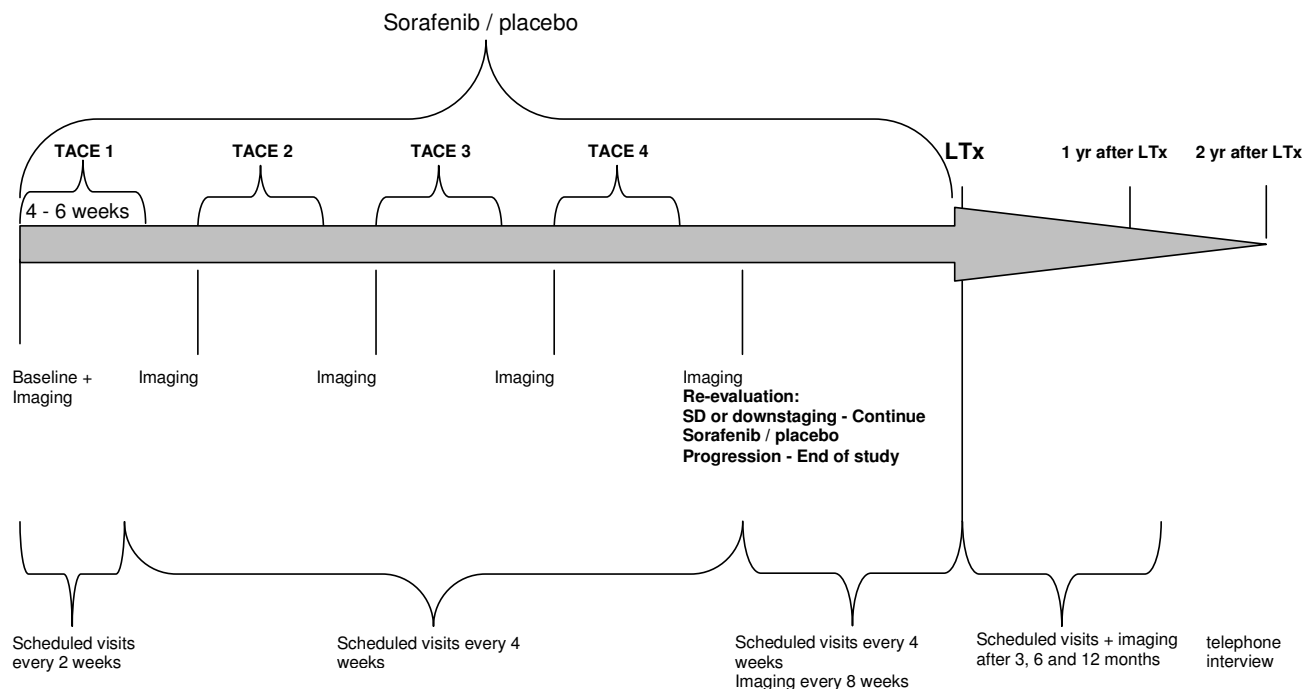 Sorafenib / placebo
TACE 1
TACE 2
TACE 3
TACE 4
LTx
1 yr after LTx
2 yr after LTx
4 - 6 weeks
Baseline +
Imaging
Imaging
Imaging
Imaging
Imaging
Re-evaluation:
SD or downstaging - Continue
Sorafenib / placebo
Progression - End of study
Scheduled visits
every 2 weeks
Scheduled visits every 4
weeks
Scheduled visits every 4
weeks
Imaging every 8 weeks
Scheduled visits + imaging
after 3, 6 and 12 months
telephone
interview